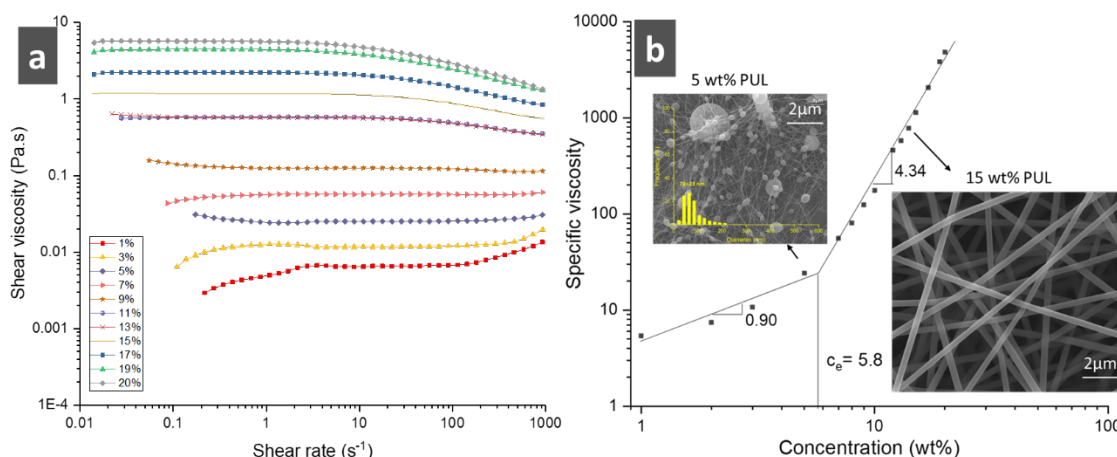 a
Shear viscosity (Pa.s)
10
1
0.1
0.01
0.001
1E-4
1%
3%
5%
7%
9%
11%
13%
15%
17%
19%
20%
0.01
0.1
1
10
100
1000
Shear rate (s⁻¹)
b
Specific viscosity
10000
1000
100
10
1
5 wt% PUL
2µm
4.34
15 wt% PUL
2µm
0.90
cₑ= 5.8
1
10
100
Concentration (wt%)